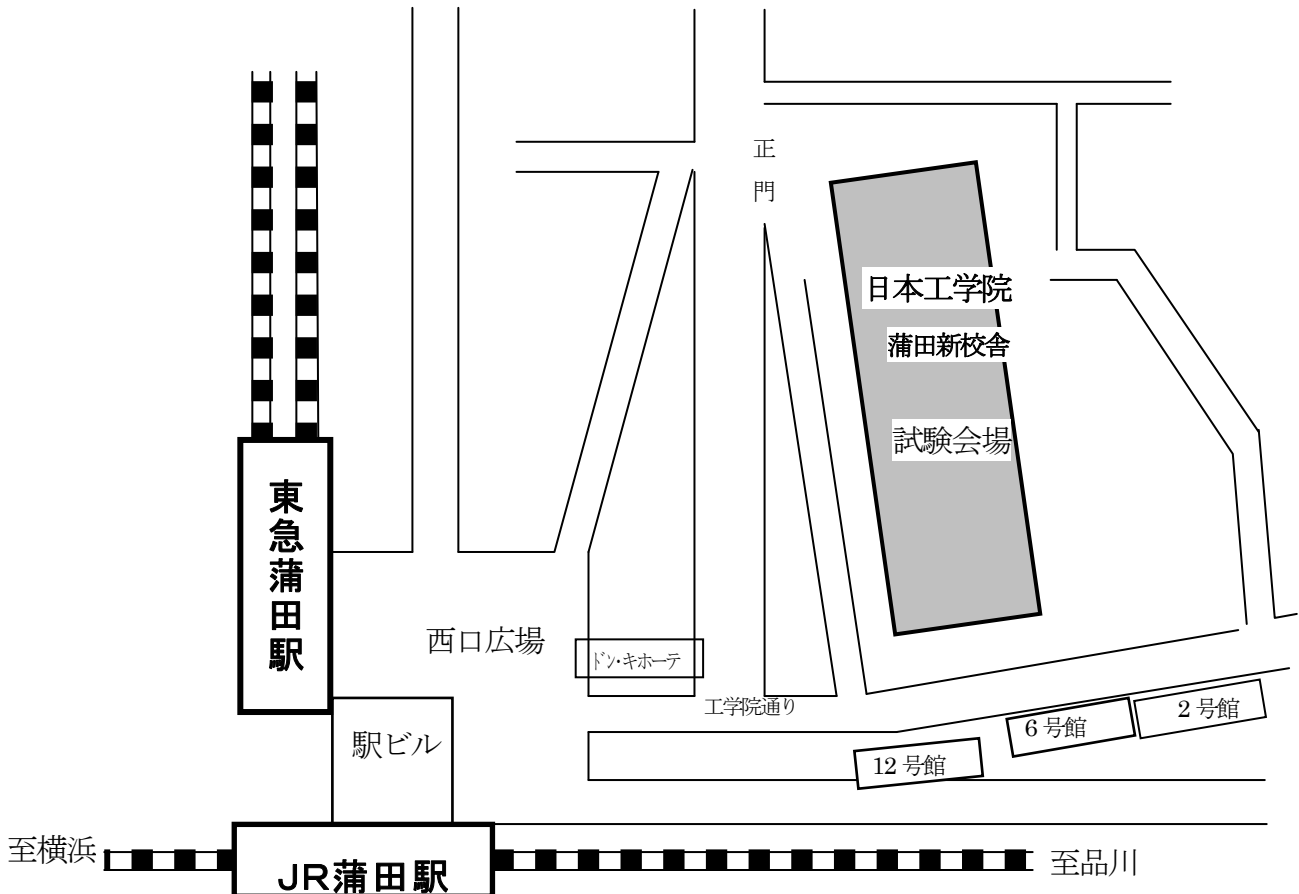 正門
日本工学院
蒲田新校舎
試験会場
東急蒲田駅
西口広場
ドン・キホーテ
工学院通り
駅ビル
2号館
6号館
12号館
至横浜
JR蒲田駅
至品川